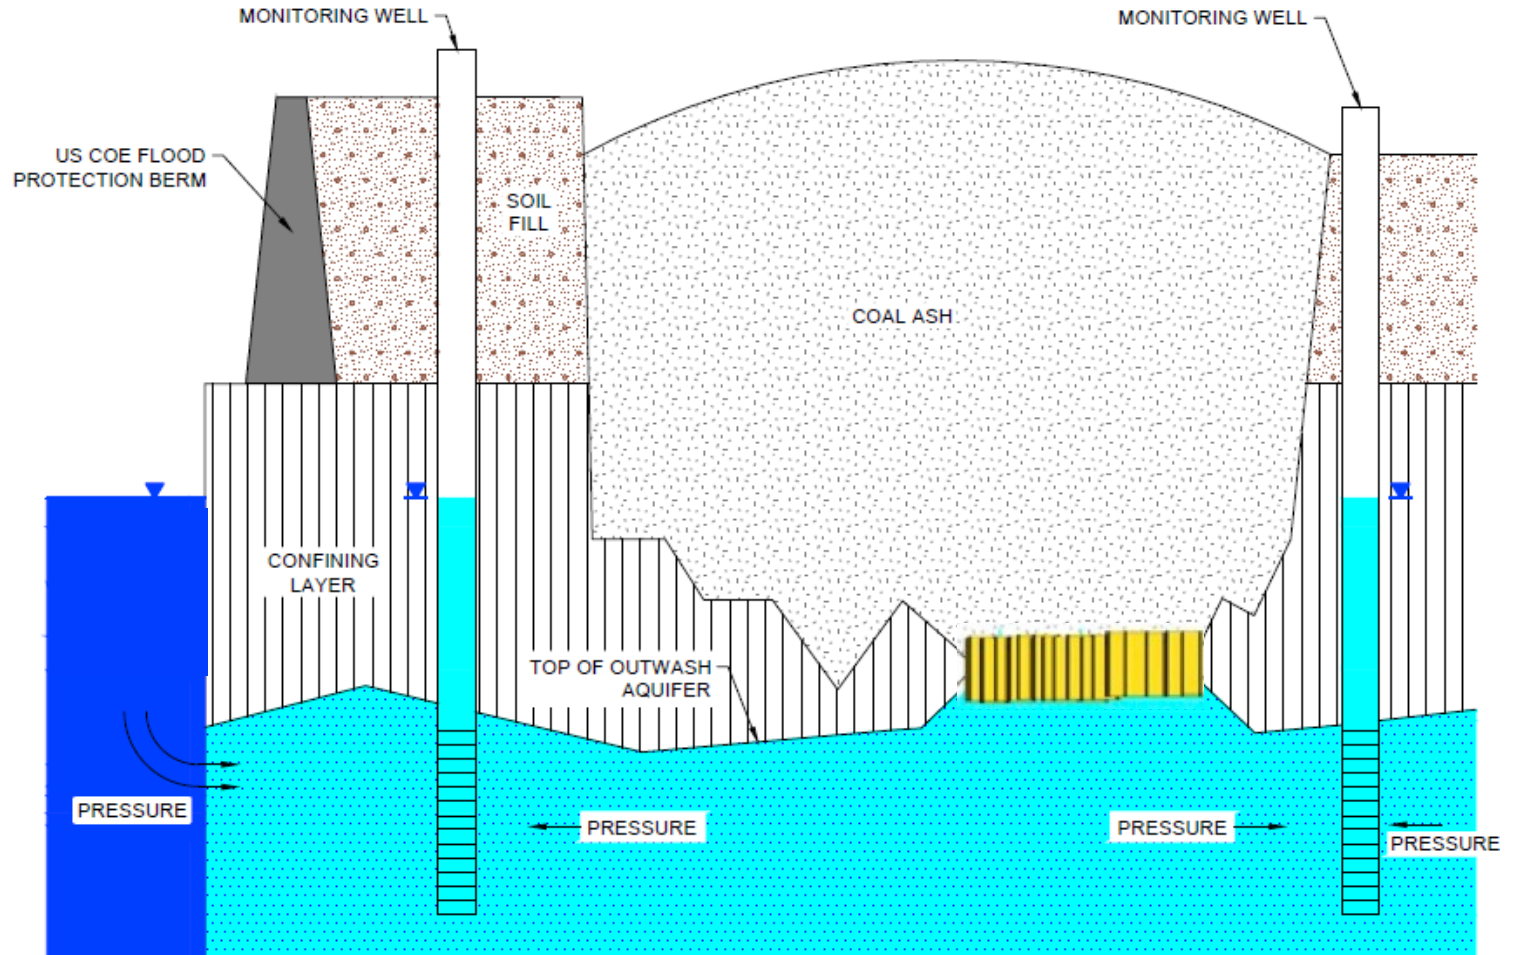 MONITORING WELL
MONITORING WELL
US COE FLOOD
PROTECTION BERM
SOIL
FILL
COAL ASH
CONFINING
LAYER
TOP OF OUTWASH
AQUIFER
PRESSURE
PRESSURE
PRESSURE
PRESSURE